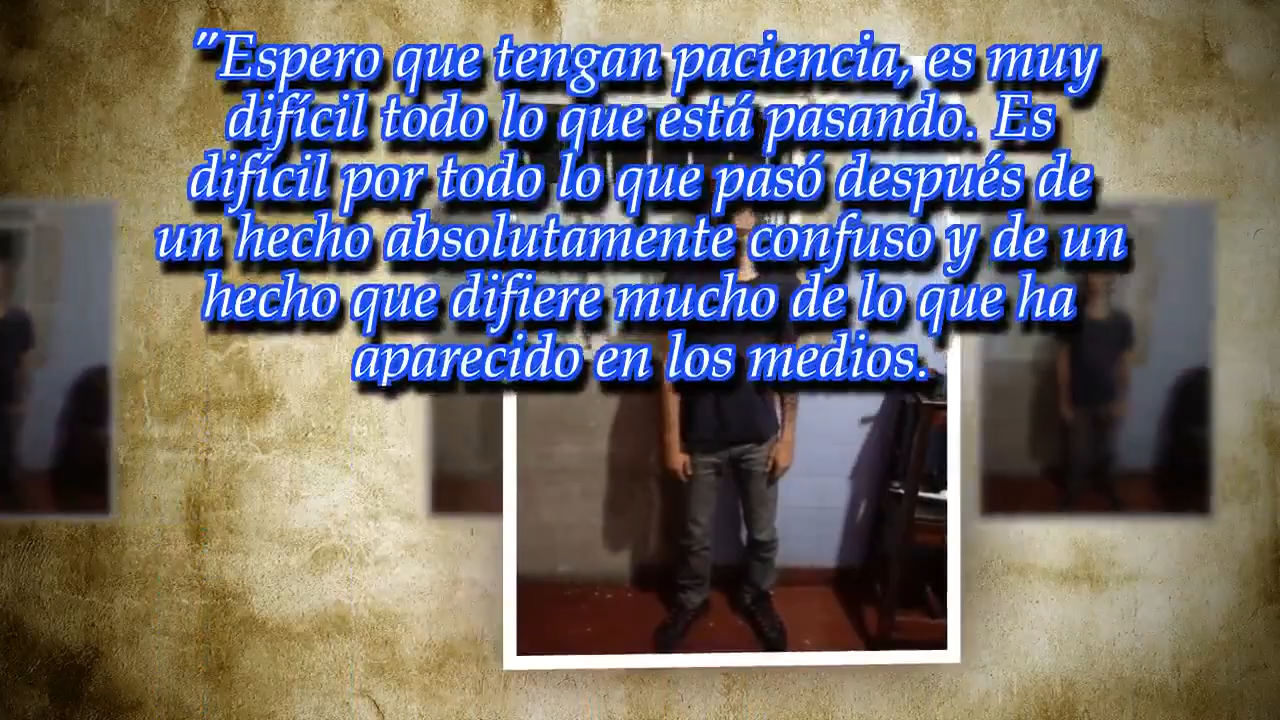 "Espero que tengan paciencia, es muy
difícil todo lo que está pasando. Es
difícil por todo lo que pasó después de
un hecho absolutamente confuso y de un
hecho que difiere mucho de lo que ha
aparecido en los medios.